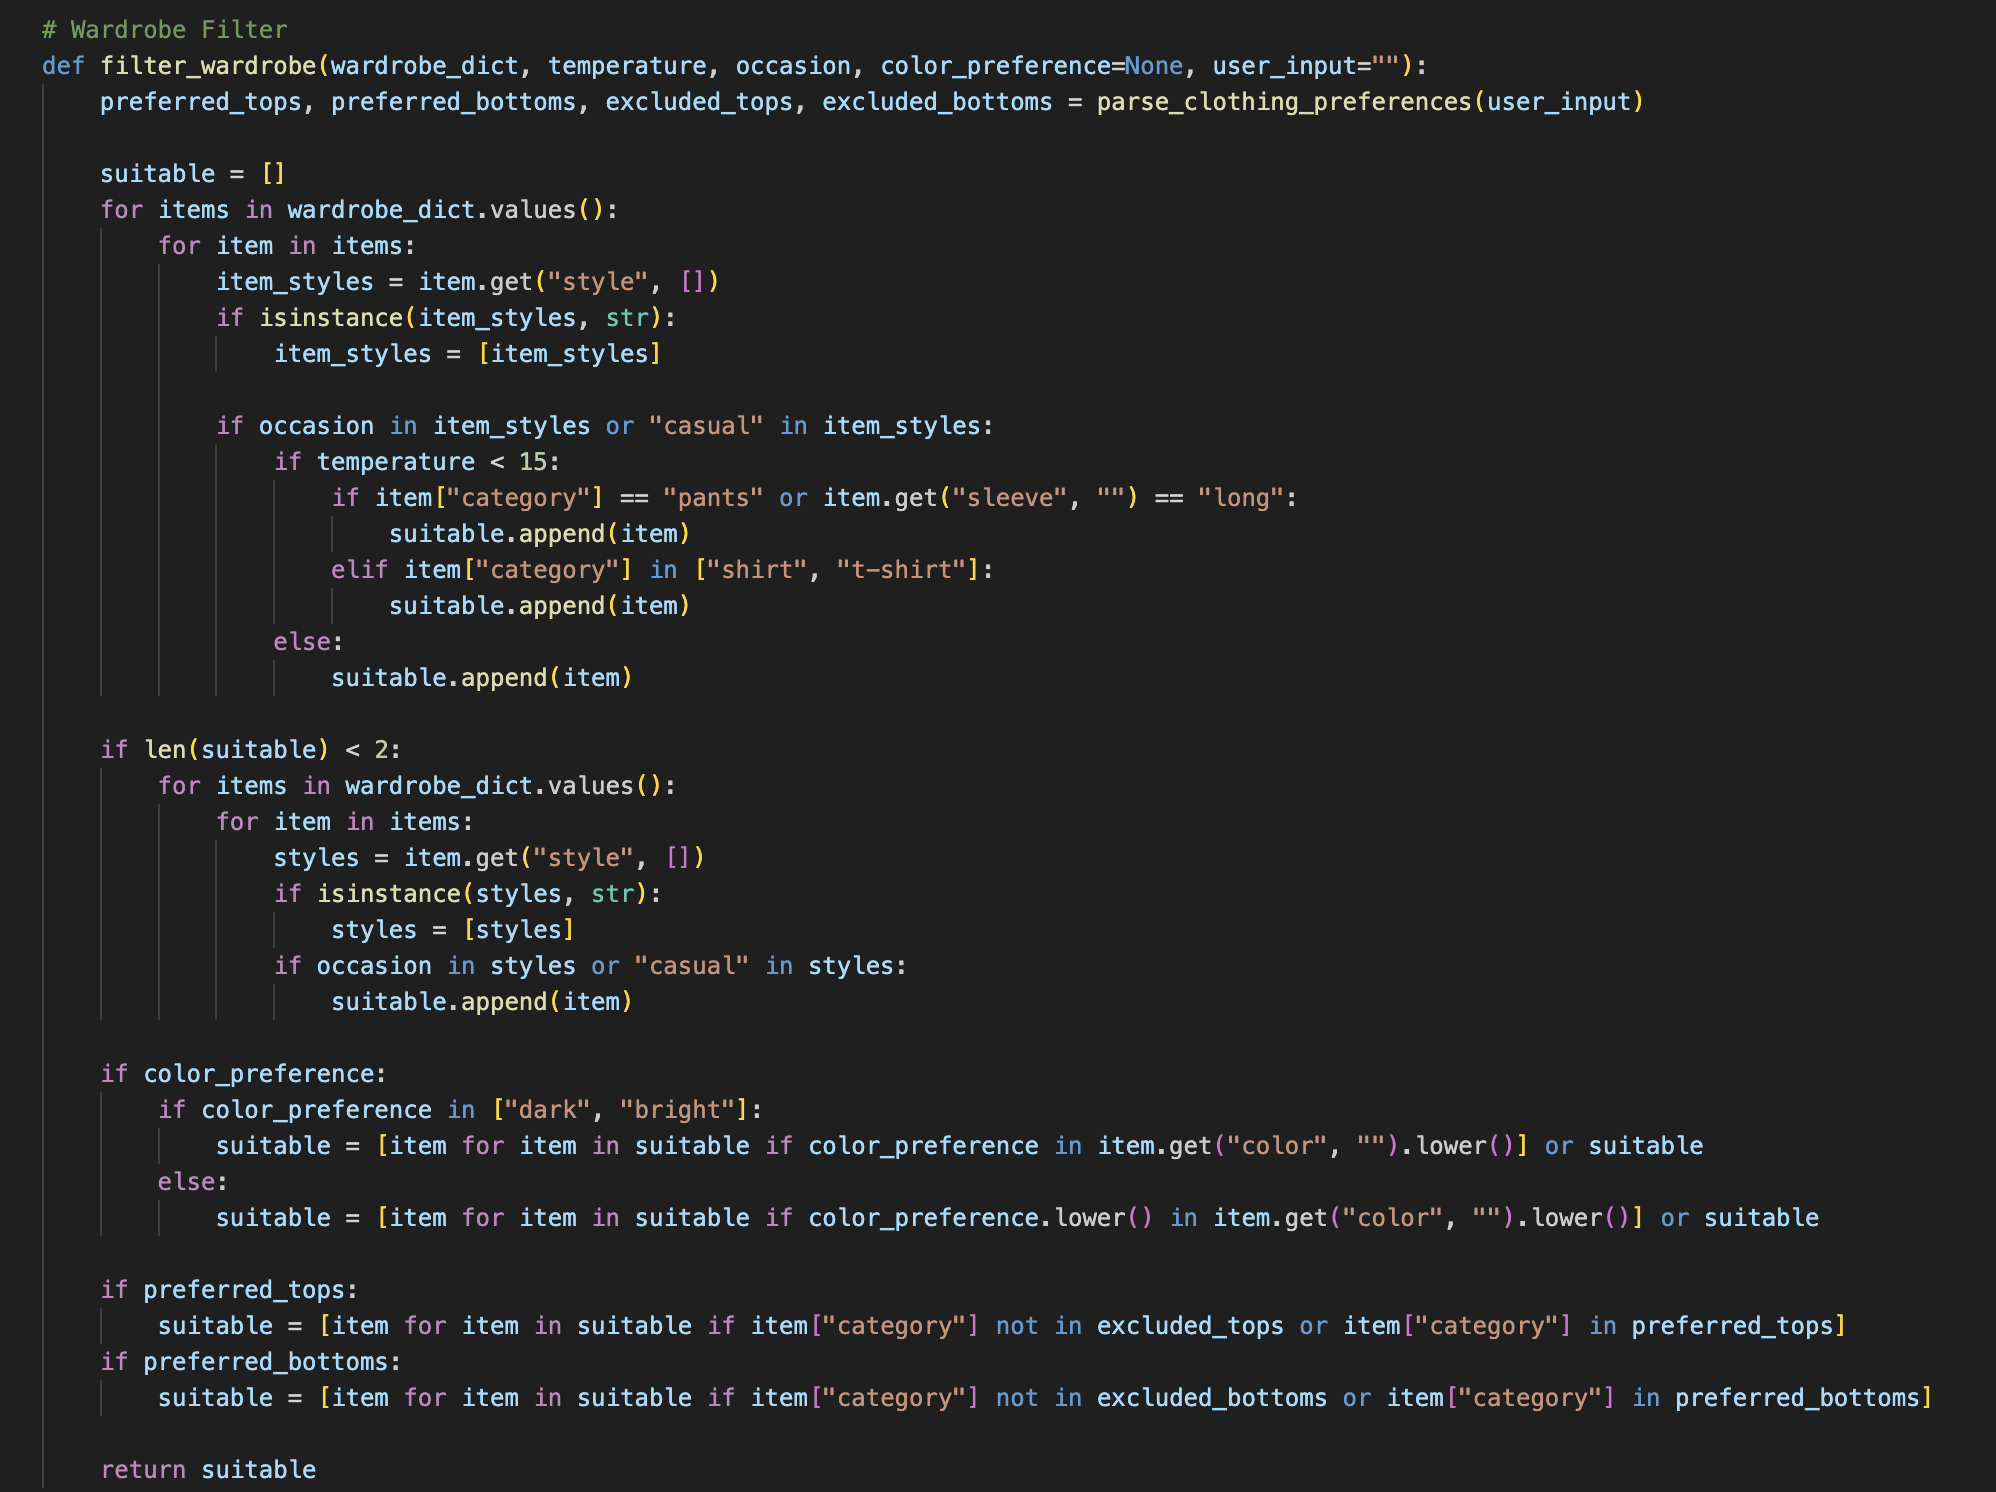 # Wardrobe Filter
def filter_wardrobe(wardrobe_dict, temperature, occasion, color_preference=None, user_input=""):
    preferred_tops, preferred_bottoms, excluded_tops, excluded_bottoms = parse_clothing_preferences(user_input)

    suitable = []
    for items in wardrobe_dict.values():
        for item in items:
            item_styles = item.get("style", [])
            if isinstance(item_styles, str):
                item_styles = [item_styles]

            if occasion in item_styles or "casual" in item_styles:
                if temperature < 15:
                    if item["category"] == "pants" or item.get("sleeve", "") == "long":
                        suitable.append(item)
                    elif item["category"] in ["shirt", "t-shirt"]:
                        suitable.append(item)
                else:
                    suitable.append(item)

    if len(suitable) < 2:
        for items in wardrobe_dict.values():
            for item in items:
                styles = item.get("style", [])
                if isinstance(styles, str):
                    styles = [styles]
                if occasion in styles or "casual" in styles:
                    suitable.append(item)

    if color_preference:
        if color_preference in ["dark", "bright"]:
            suitable = [item for item in suitable if color_preference in item.get("color", "").lower()] or suitable
        else:
            suitable = [item for item in suitable if color_preference.lower() in item.get("color", "").lower()] or suitable

    if preferred_tops:
        suitable = [item for item in suitable if item["category"] not in excluded_tops or item["category"] in preferred_tops]
    if preferred_bottoms:
        suitable = [item for item in suitable if item["category"] not in excluded_bottoms or item["category"] in preferred_bottoms]

    return suitable